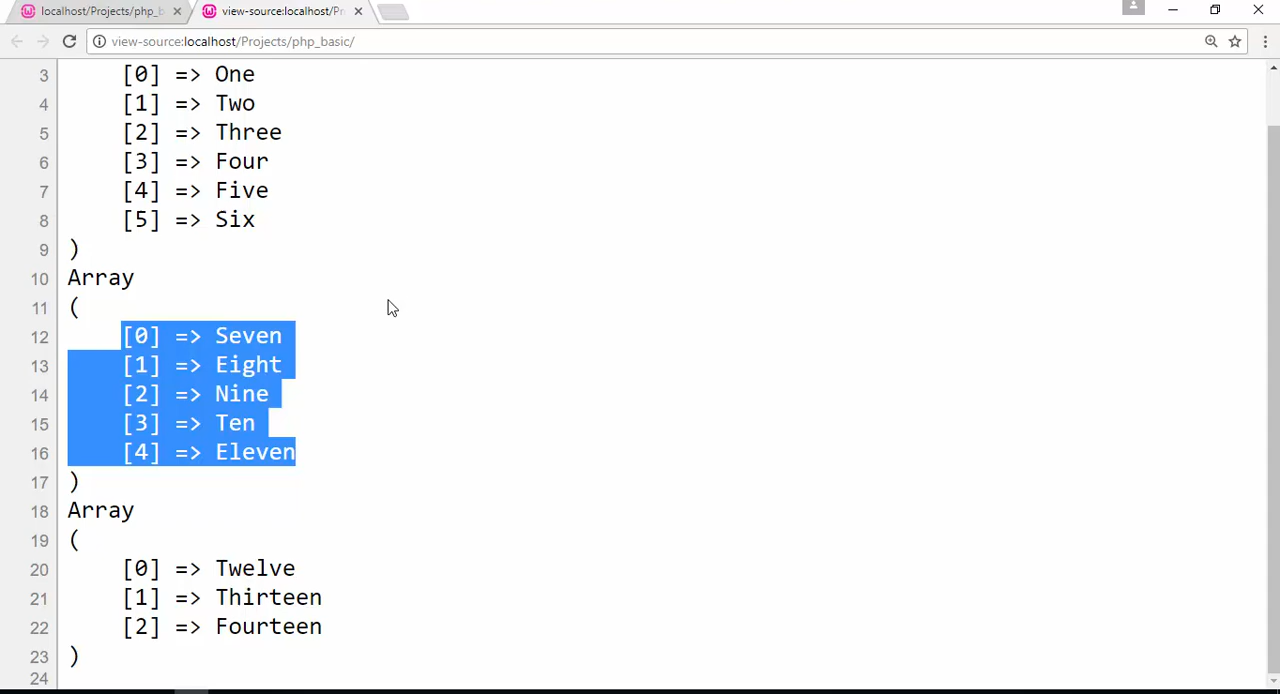 localhost/Projects/php_b
view-source:localhost/Pr
view-source:localhost/Projects/php_basic/
3 [0] => One
4 [1] => Two
5 [2] => Three
6 [3] => Four
7 [4] => Five
8 [5] => Six
9 )
10 Array
11 (
12 [0] => Seven
13 [1] => Eight
14 [2] => Nine
15 [3] => Ten
16 [4] => Eleven
17 )
18 Array
19 (
20 [0] => Twelve
21 [1] => Thirteen
22 [2] => Fourteen
23 )
24